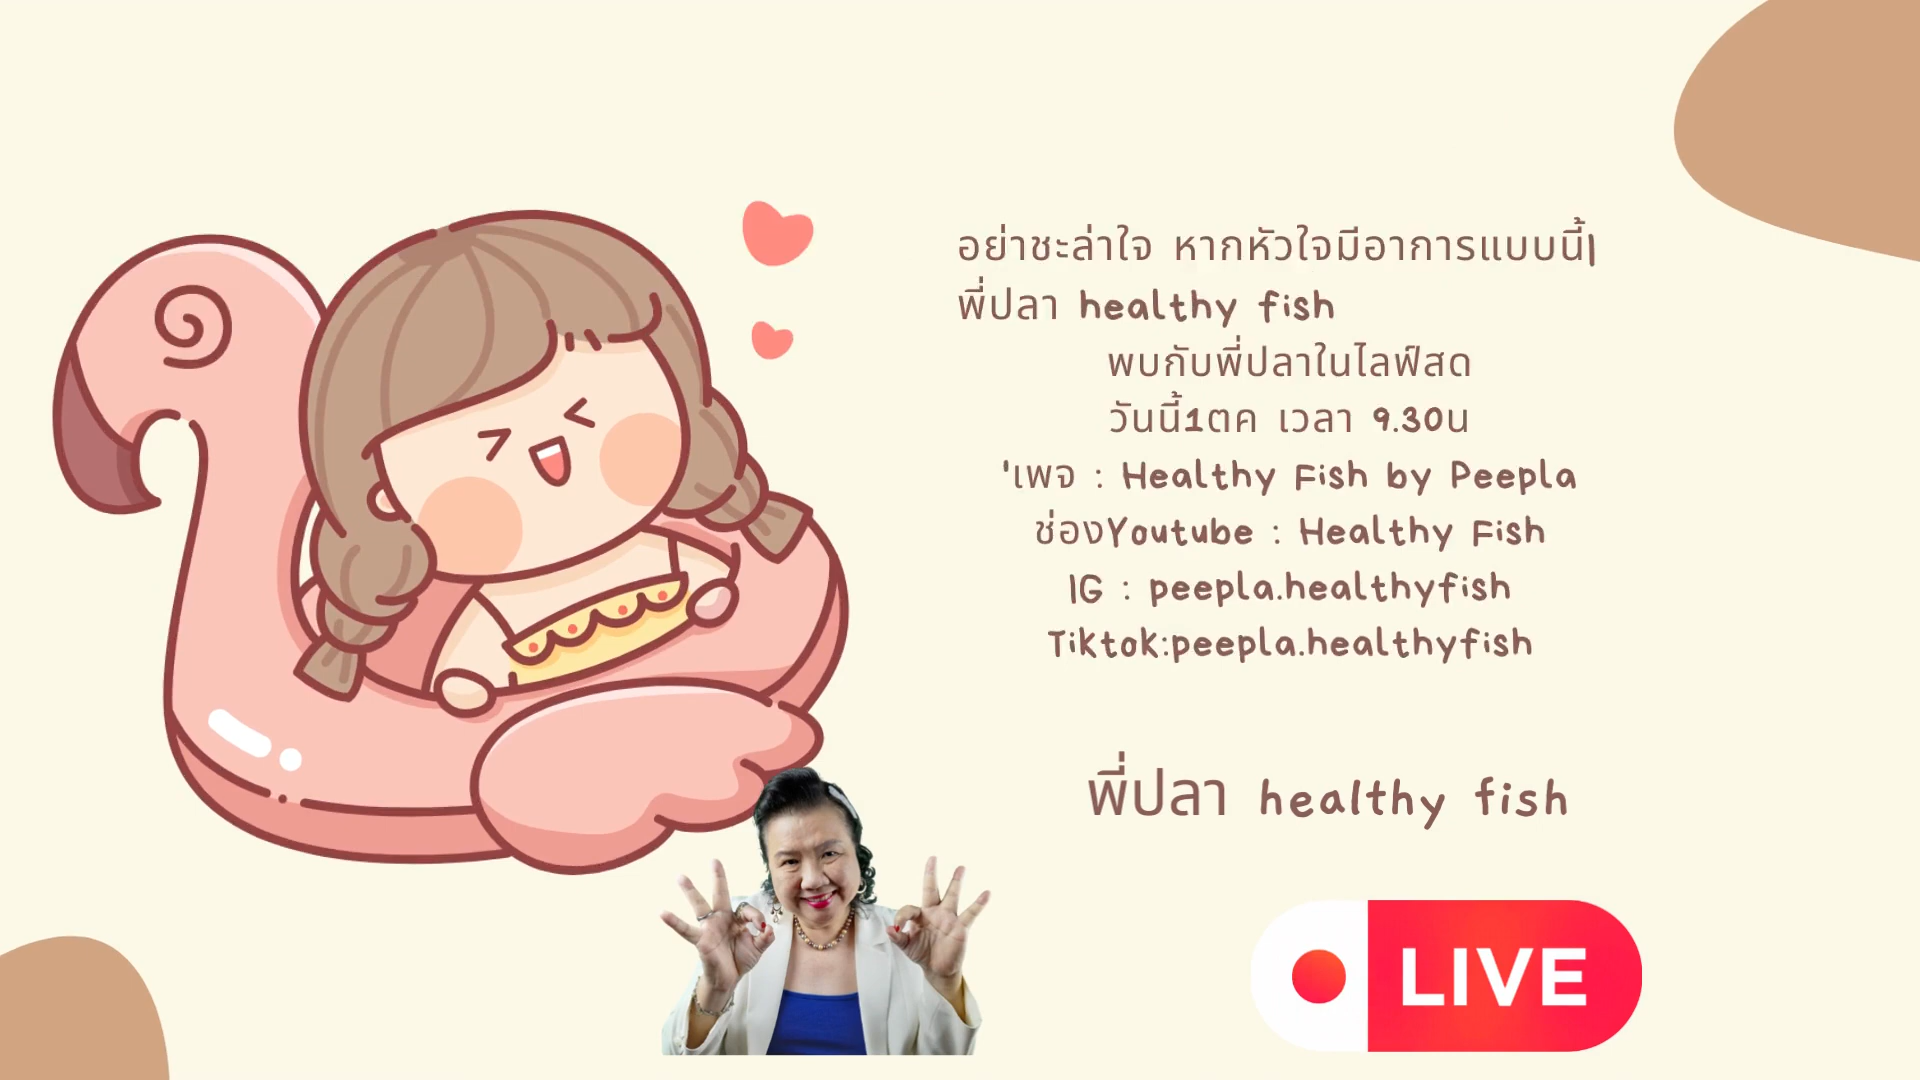 อย่าชะล่าใจ หากหัวใจมีอาการแบบนี้|
พี่ปลา healthy fish
พบกับพี่ปลาในไลฟ์สด
วันนี้1ตค เวลา 9.30น
'เพจ : Healthy Fish by Peepla
ช่องYoutube : Healthy Fish
IG : peepla.healthyfish
Tiktok:peepla.healthyfish
พี่ปลา healthy fish
LIVE